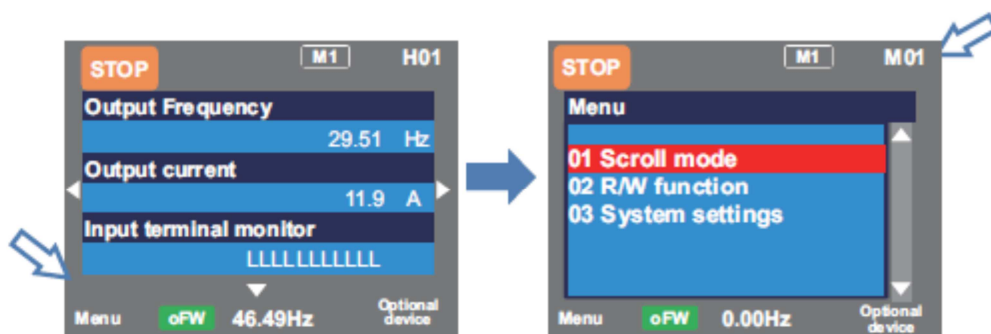 STOP M1 H01
Output Frequency
29.51 Hz
Output current
11.9 A
Input terminal monitor
LLLLLLLLLLL
Menu oFW 46.49Hz Optional device
STOP M1 M01
Menu
01 Scroll mode
02 R/W function
03 System settings
Menu oFW 0.00Hz Optional device